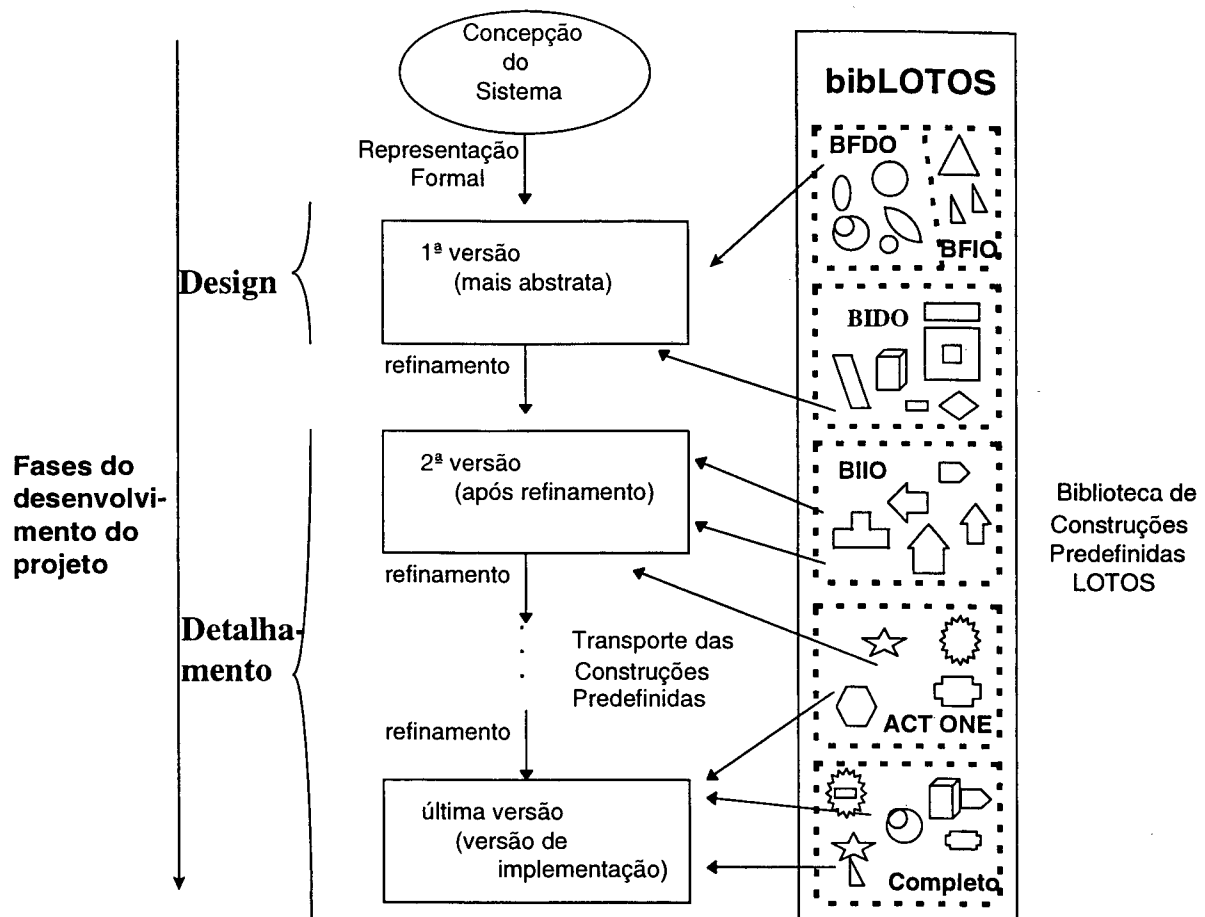 Concepção
do
Sistema
Representação
Formal
1ª versão
(mais abstrata)
refinamento
2ª versão
(após refinamento)
refinamento
Transporte das
Construções
Predefinidas
refinamento
última versão
(versão de
implementação)
Design
Fases do
desenvolvi-
mento do
projeto
Detalha-
mento
bibLOTOS
BFDO
BFIO
BIDO
BIIO
ACT ONE
Completo
Biblioteca de
Construções
Predefinidas
LOTOS